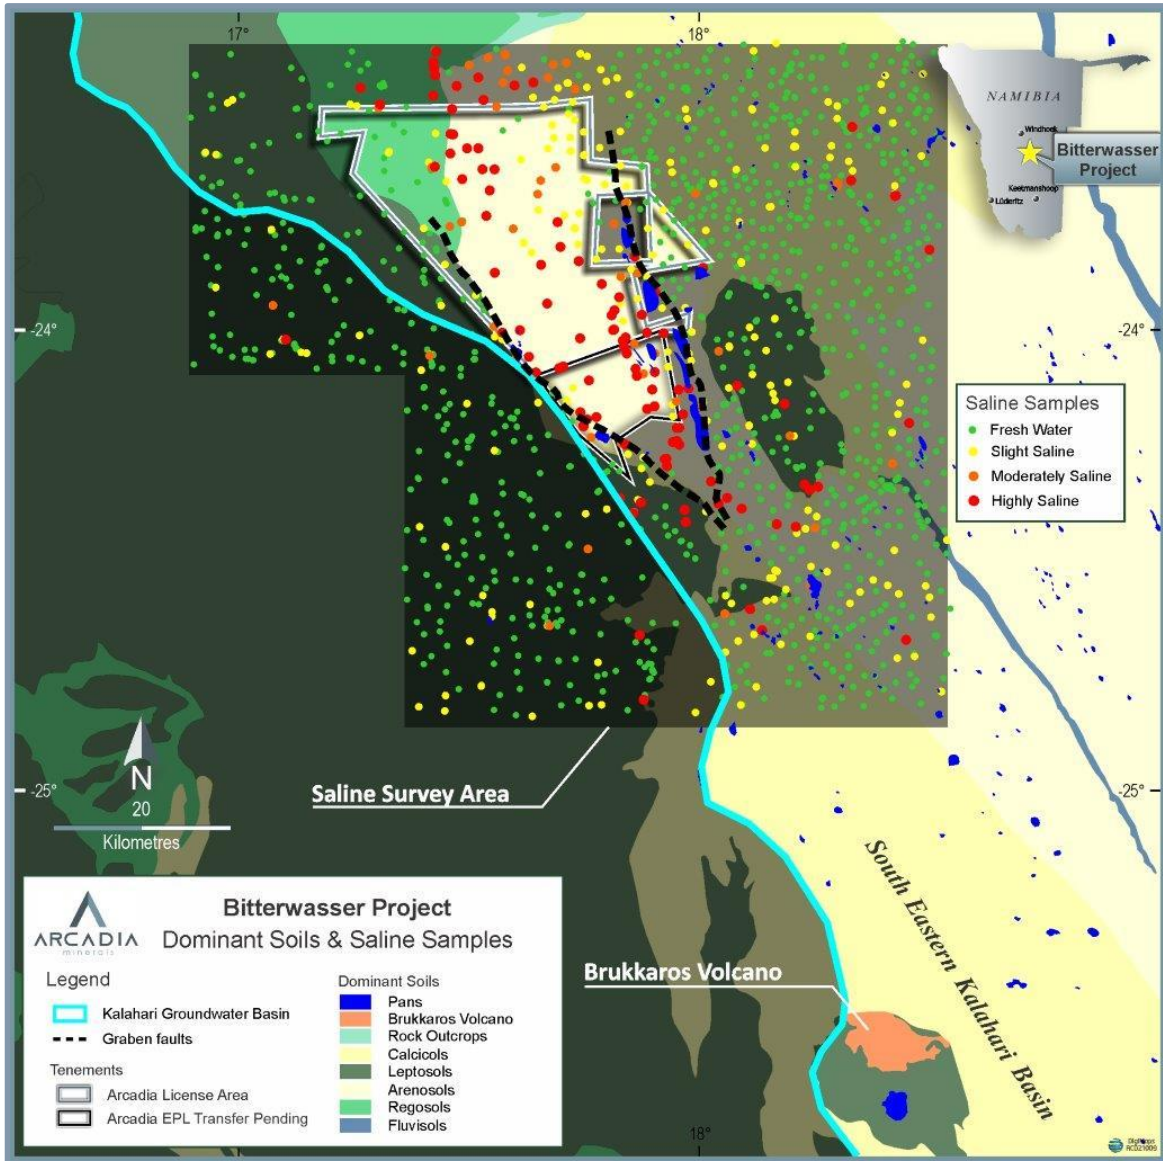 17°
18°
NAMIBIA
Windhoek
Bitterwasser
Project
Keetmanshoop
Lüderitz
-24°
-24°
Saline Samples
Fresh Water
Slight Saline
Moderately Saline
Highly Saline
-25°
-25°
N
20
Kilometres
Saline Survey Area
South Eastern Kalahari Basin
Brukkaros Volcano
ARCADIA
minerals
Bitterwasser Project
Dominant Soils & Saline Samples
Legend
Kalahari Groundwater Basin
Graben faults
Tenements
Arcadia License Area
Arcadia EPL Transfer Pending
Dominant Soils
Pans
Brukkaros Volcano
Rock Outcrops
Calcicols
Leptosols
Arenosols
Regosols
Fluvisols
18°